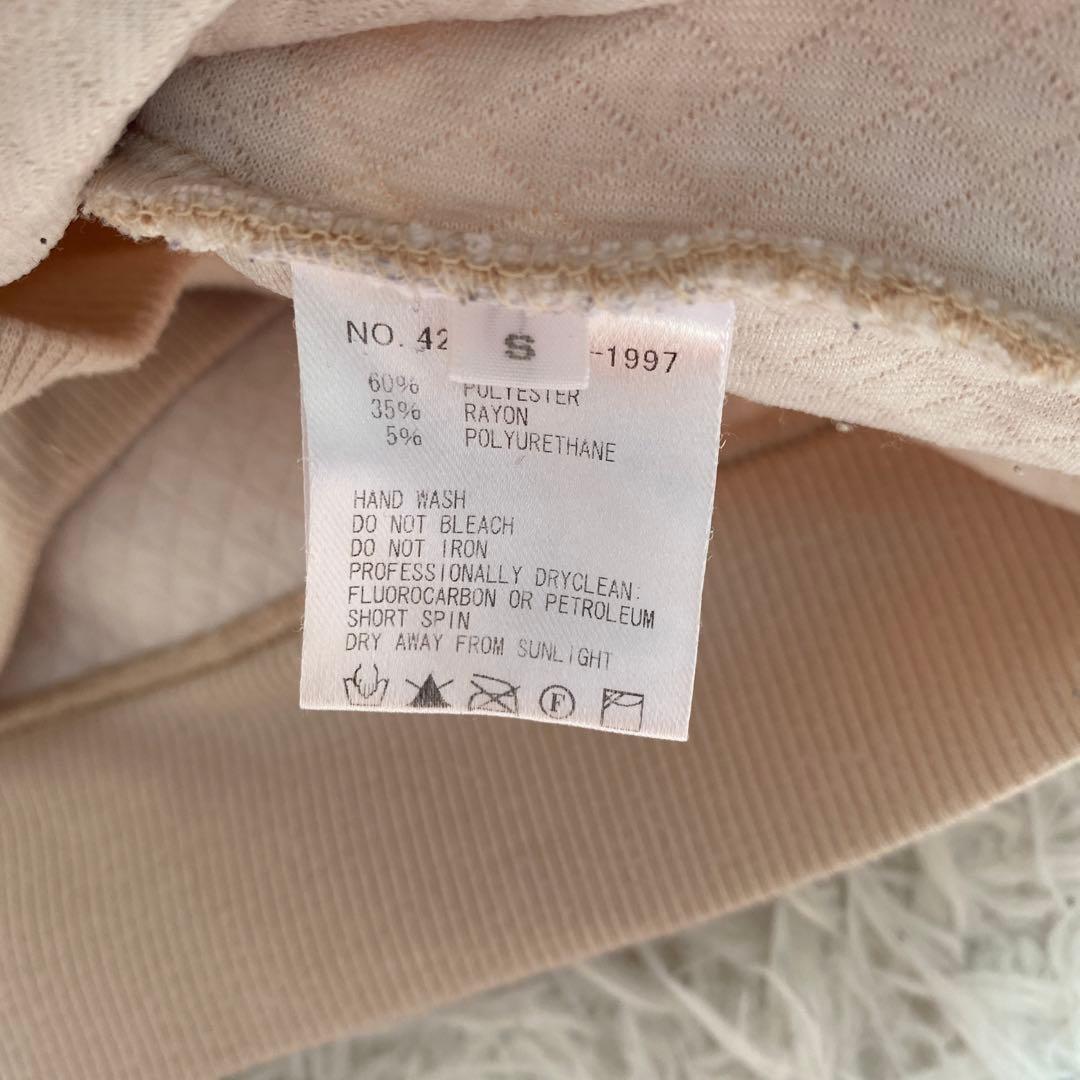 NO. 42 S -1997
60% POLYESTER
35% RAYON
5% POLYURETHANE
HAND WASH
DO NOT BLEACH
DO NOT IRON
PROFESSIONALLY DRYCLEAN:
FLUOROCARBON OR PETROLEUM
SHORT SPIN
DRY AWAY FROM SUNLIGHT
F